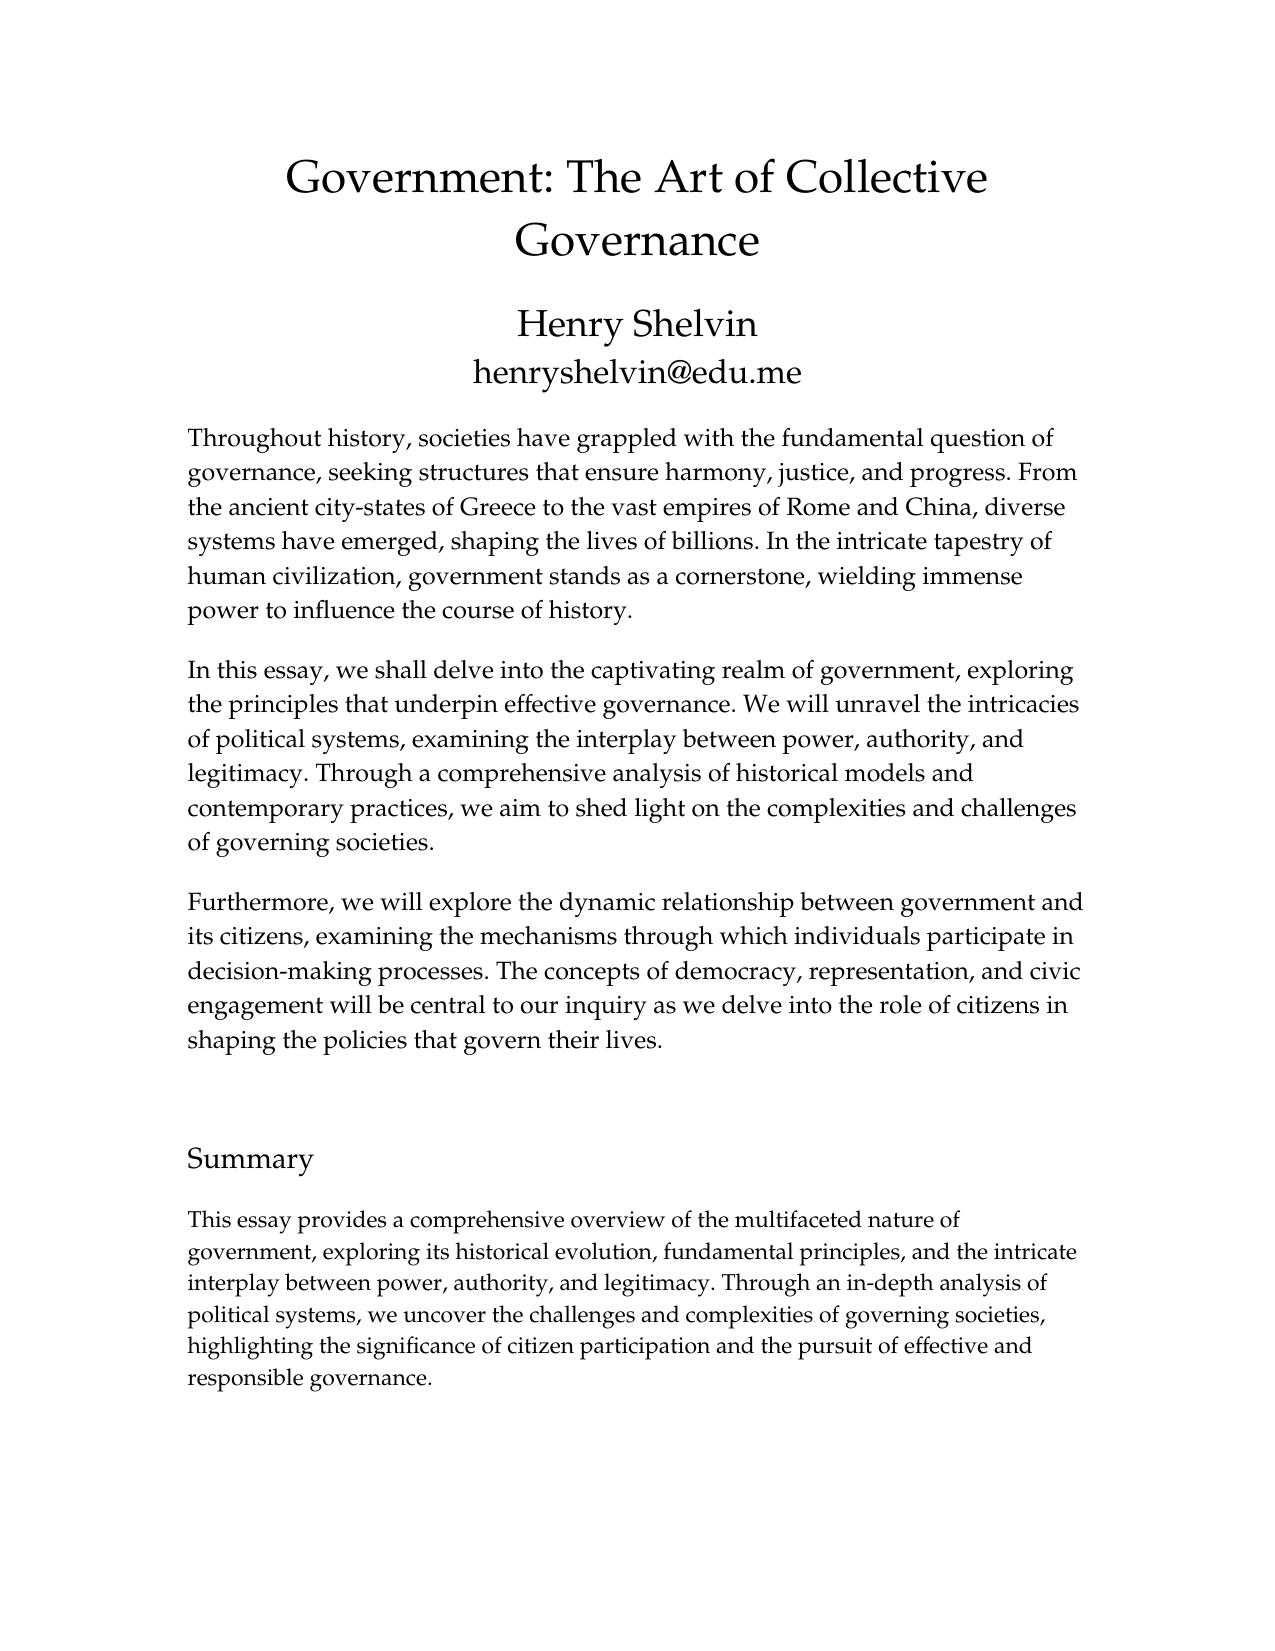 Government: The Art of Collective
Governance
Henry Shelvin
henryshelvin@edu.me
Throughout history, societies have grappled with the fundamental question of
governance, seeking structures that ensure harmony, justice, and progress. From
the ancient city-states of Greece to the vast empires of Rome and China, diverse
systems have emerged, shaping the lives of billions. In the intricate tapestry of
human civilization, government stands as a cornerstone, wielding immense
power to influence the course of history.
In this essay, we shall delve into the captivating realm of government, exploring
the principles that underpin effective governance. We will unravel the intricacies
of political systems, examining the interplay between power, authority, and
legitimacy. Through a comprehensive analysis of historical models and
contemporary practices, we aim to shed light on the complexities and challenges
of governing societies.
Furthermore, we will explore the dynamic relationship between government and
its citizens, examining the mechanisms through which individuals participate in
decision-making processes. The concepts of democracy, representation, and civic
engagement will be central to our inquiry as we delve into the role of citizens in
shaping the policies that govern their lives.
Summary
This essay provides a comprehensive overview of the multifaceted nature of
government, exploring its historical evolution, fundamental principles, and the intricate
interplay between power, authority, and legitimacy. Through an in-depth analysis of
political systems, we uncover the challenges and complexities of governing societies,
highlighting the significance of citizen participation and the pursuit of effective and
responsible governance.